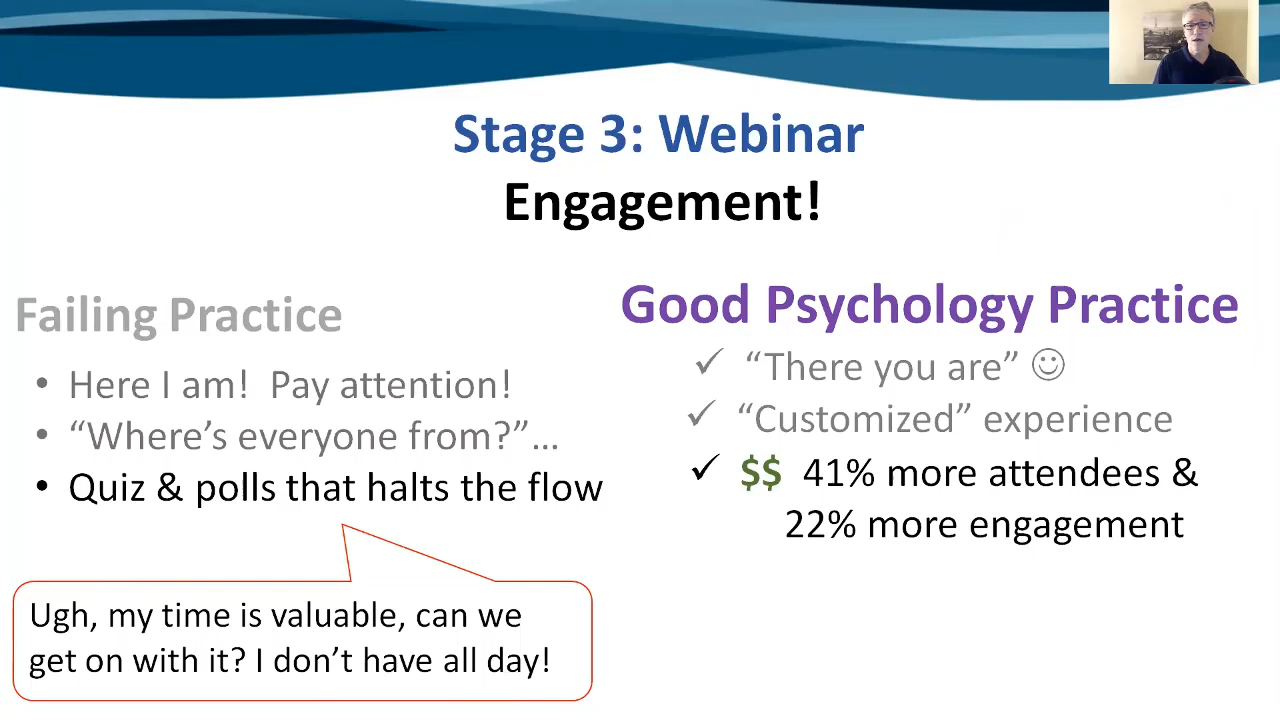 Stage 3: Webinar
Engagement!
Failing Practice
• Here I am!  Pay attention!
• “Where’s everyone from?”…
• Quiz & polls that halts the flow
Ugh, my time is valuable, can we
get on with it? I don’t have all day!
Good Psychology Practice
✓ “There you are” ☺
✓ “Customized” experience
✓ $$ 41% more attendees &
22% more engagement